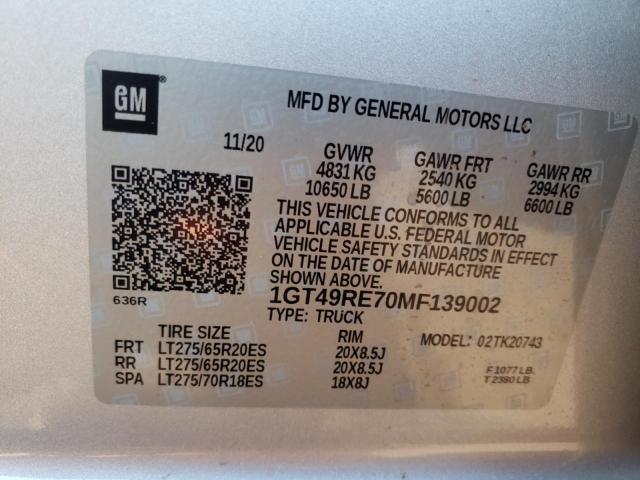 GM
MFD BY GENERAL MOTORS LLC
11/20
GVWR
4831 KG
10650 LB
GAWR FRT
2540 KG
5600 LB
GAWR RR
2994 KG
6600 LB
THIS VEHICLE CONFORMS TO ALL
APPLICABLE U.S. FEDERAL MOTOR
VEHICLE SAFETY STANDARDS IN EFFECT
ON THE DATE OF MANUFACTURE
SHOWN ABOVE.
636R
1GT49RE70MF139002
TYPE: TRUCK
MODEL: 02TK20743
TIRE SIZE RIM
FRT LT275/65R20ES 20X8.5J
RR LT275/65R20ES 20X8.5J
SPA LT275/70R18ES 18X8J
F 1077 LB.
T 2380 LB